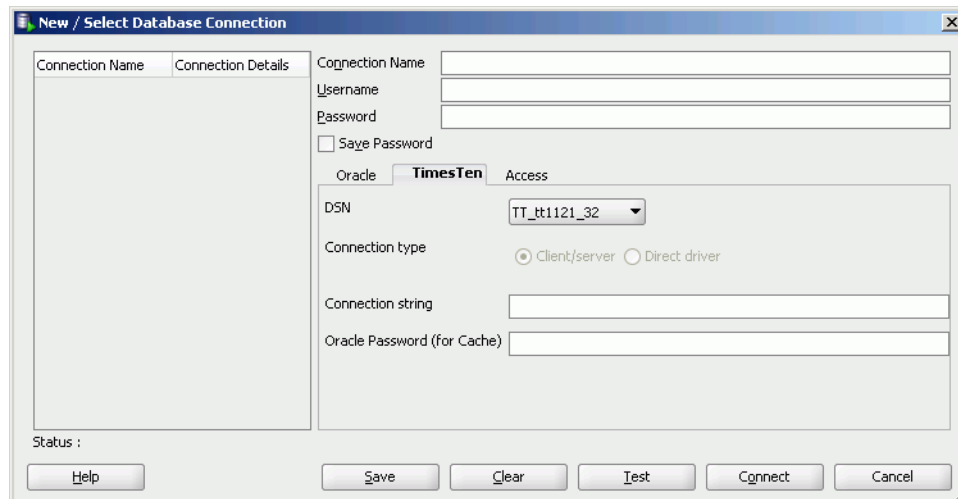 New / Select Database Connection
Connection Name Connection Details
Connection Name
Username
Password
Save Password
Oracle TimesTen Access
DSN TT_tt1121_32
Connection type Client/server Direct driver
Connection string
Oracle Password (for Cache)
Status :
Help Save Clear Test Connect Cancel